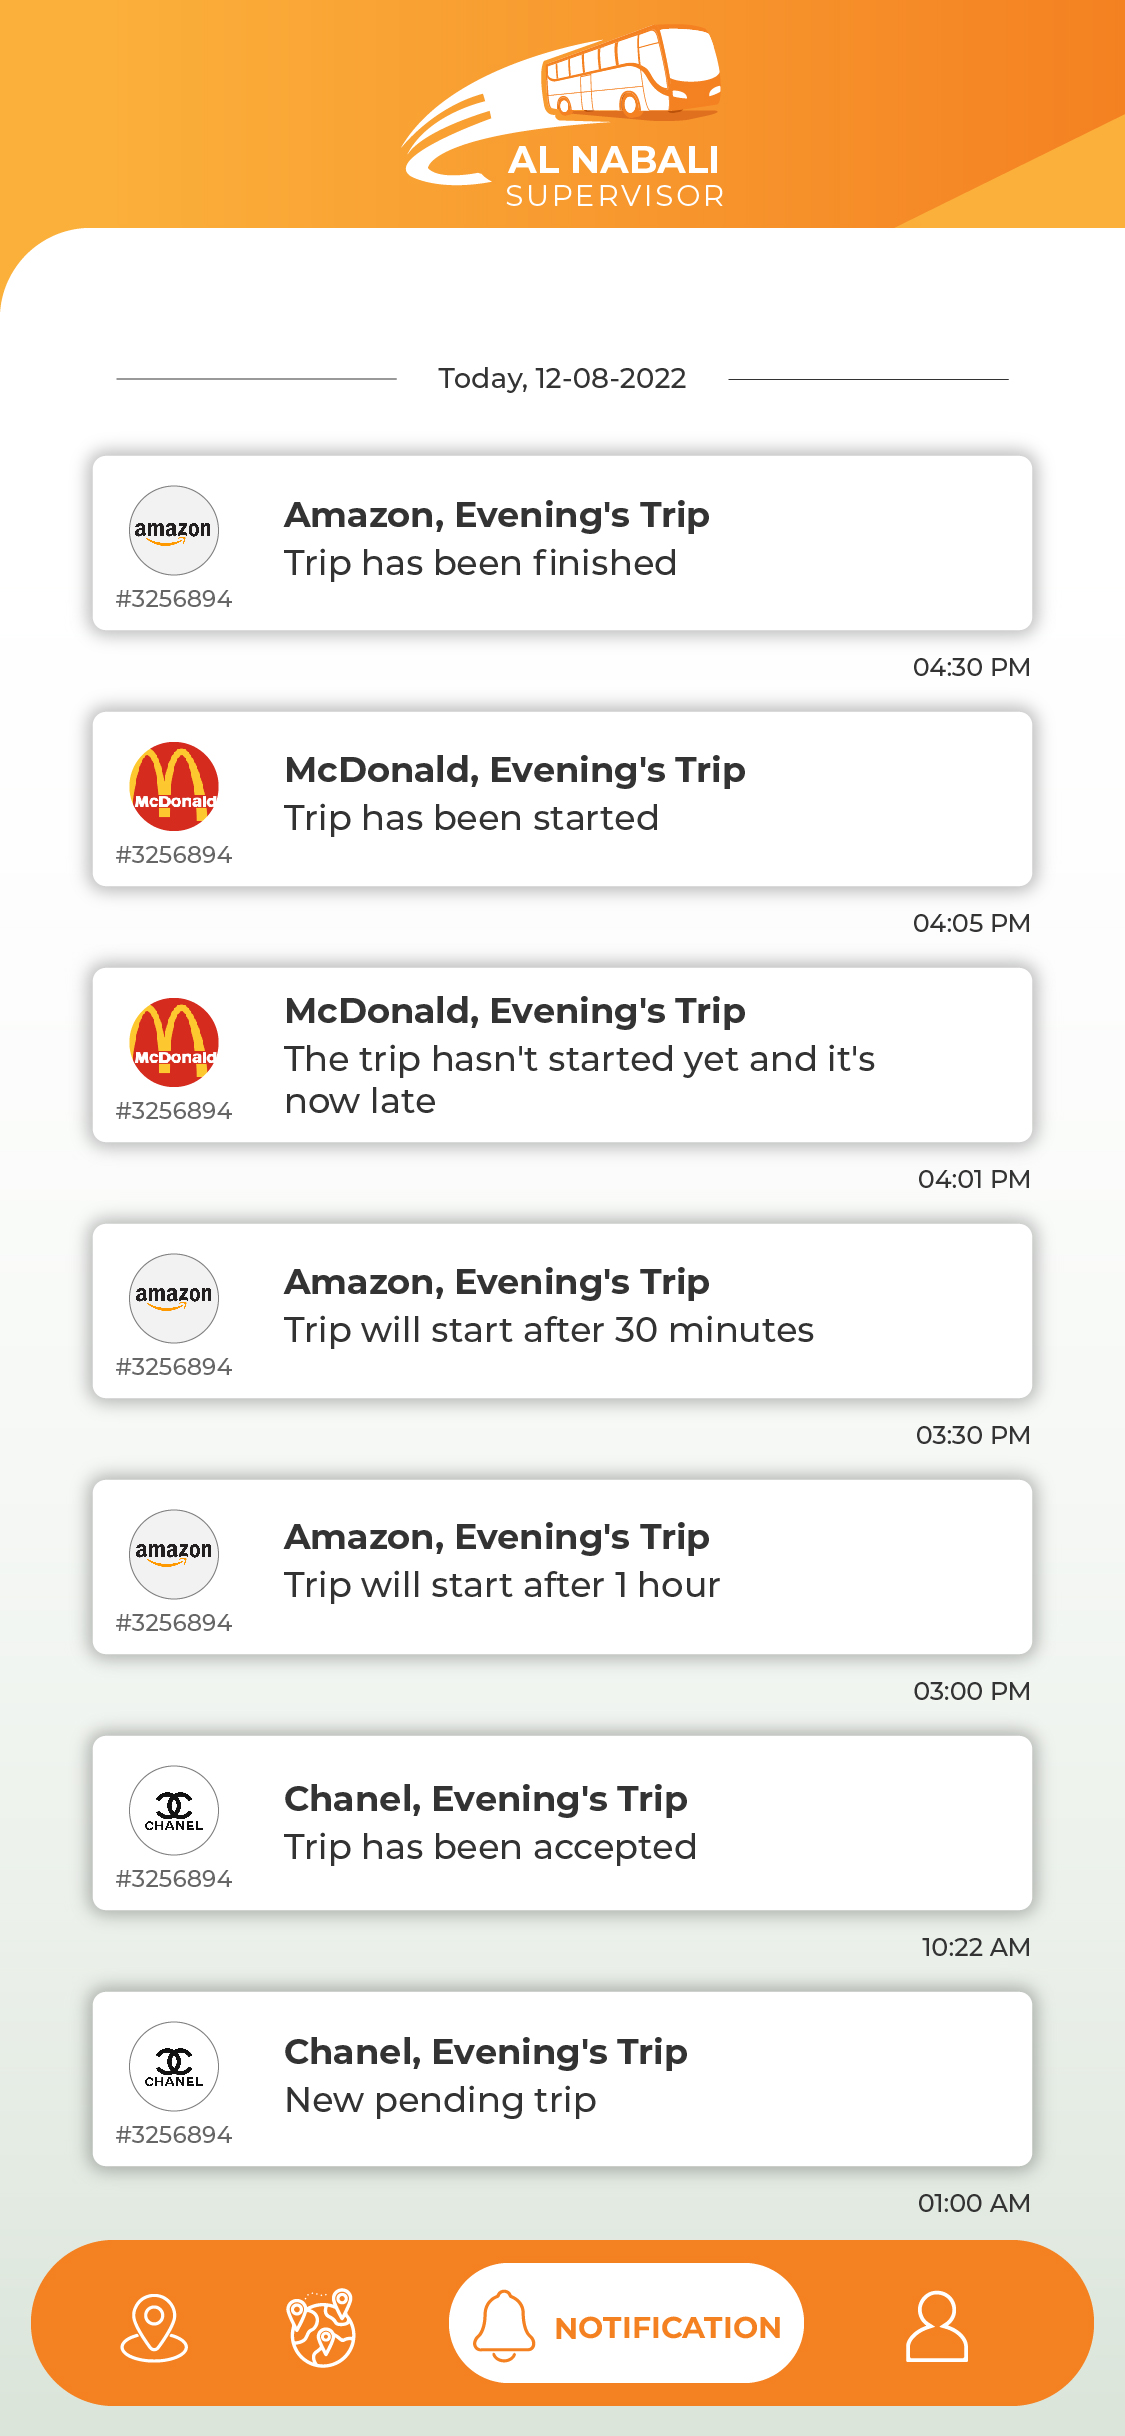 AL NABALI
SUPERVISOR
Today, 12-08-2022
amazon
#3256894
Amazon, Evening's Trip
Trip has been finished
04:30 PM
McDonald
#3256894
McDonald, Evening's Trip
Trip has been started
04:05 PM
McDonald
#3256894
McDonald, Evening's Trip
The trip hasn't started yet and it's
now late
04:01 PM
amazon
#3256894
Amazon, Evening's Trip
Trip will start after 30 minutes
03:30 PM
amazon
#3256894
Amazon, Evening's Trip
Trip will start after 1 hour
03:00 PM
CHANEL
#3256894
Chanel, Evening's Trip
Trip has been accepted
10:22 AM
CHANEL
#3256894
Chanel, Evening's Trip
New pending trip
01:00 AM
NOTIFICATION